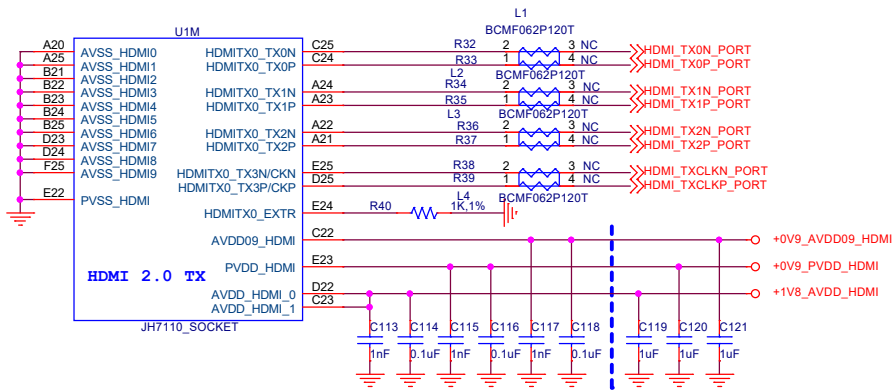 L1
U1M
BCMF062P120T
A20 AVSS_HDMI0 HDMITX0_TX0N C25 R32 2 3 NC HDMI_TX0N_PORT
A25 AVSS_HDMI1 HDMITX0_TX0P C24 R33 1 4 NC HDMI_TX0P_PORT
B21 AVSS_HDMI2 L2 BCMF062P120T
B22 AVSS_HDMI3 HDMITX0_TX1N A24 R34 2 3 NC HDMI_TX1N_PORT
B23 AVSS_HDMI4 HDMITX0_TX1P A23 R35 1 4 NC HDMI_TX1P_PORT
B24 AVSS_HDMI5 L3 BCMF062P120T
B25 AVSS_HDMI6 HDMITX0_TX2N A22 R36 2 3 NC HDMI_TX2N_PORT
D23 AVSS_HDMI7 HDMITX0_TX2P A21 R37 1 4 NC HDMI_TX2P_PORT
D24 AVSS_HDMI8
F25 AVSS_HDMI9 HDMITX0_TX3N/CKN E25 R38 2 3 NC HDMI_TXCLKN_PORT
HDMITX0_TX3P/CKP D25 R39 1 4 NC HDMI_TXCLKP_PORT
E22 PVSS_HDMI L4 BCMF062P120T
HDMITX0_EXTR E24 R40 1K,1%
AVDD09_HDMI C22 +0V9_AVDD09_HDMI
PVDD_HDMI E23 +0V9_PVDD_HDMI
HDMI 2.0 TX
AVDD_HDMI_0 D22 +1V8_AVDD_HDMI
AVDD_HDMI_1 C23
JH7110_SOCKET
C113 C114 C115 C116 C117 C118 C119 C120 C121
1nF 0.1uF 1nF 0.1uF 1nF 0.1uF 1uF 1uF 1uF